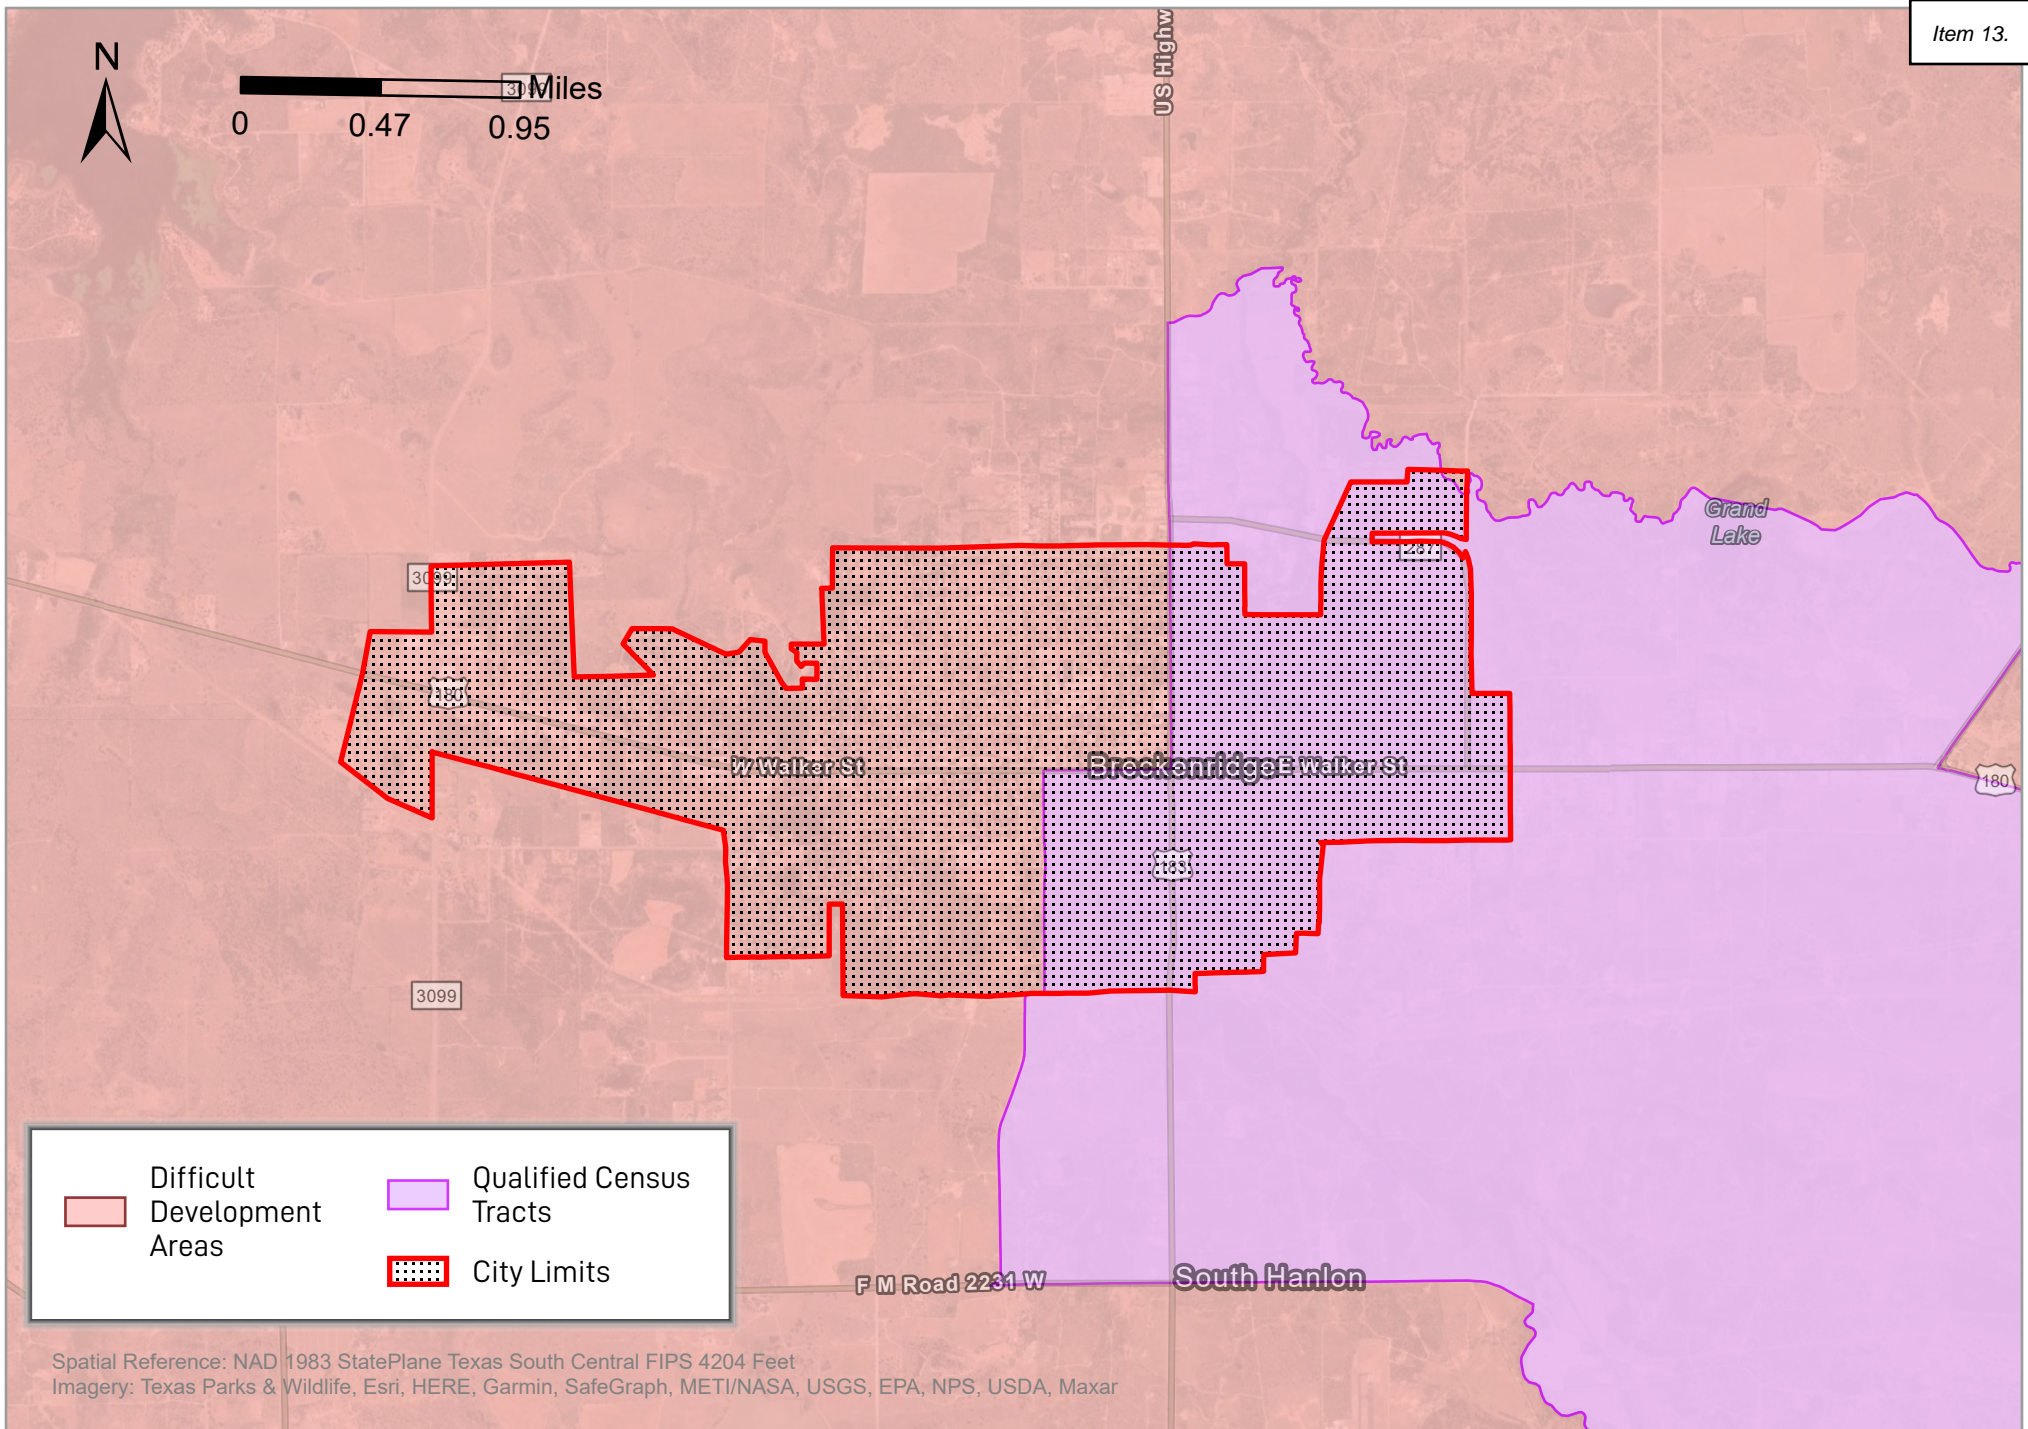 Item 13.
N
Miles
3099
0 0.47 0.95
US Highw
Grand
Lake
287
3099
180
W Walker St
Breckenridge
E Walker St
180
183
3099
Difficult
Development
Areas
Qualified Census
Tracts
City Limits
F M Road 2231 W
South Hanlon
Spatial Reference: NAD 1983 StatePlane Texas South Central FIPS 4204 Feet
Imagery: Texas Parks & Wildlife, Esri, HERE, Garmin, SafeGraph, METI/NASA, USGS, EPA, NPS, USDA, Maxar